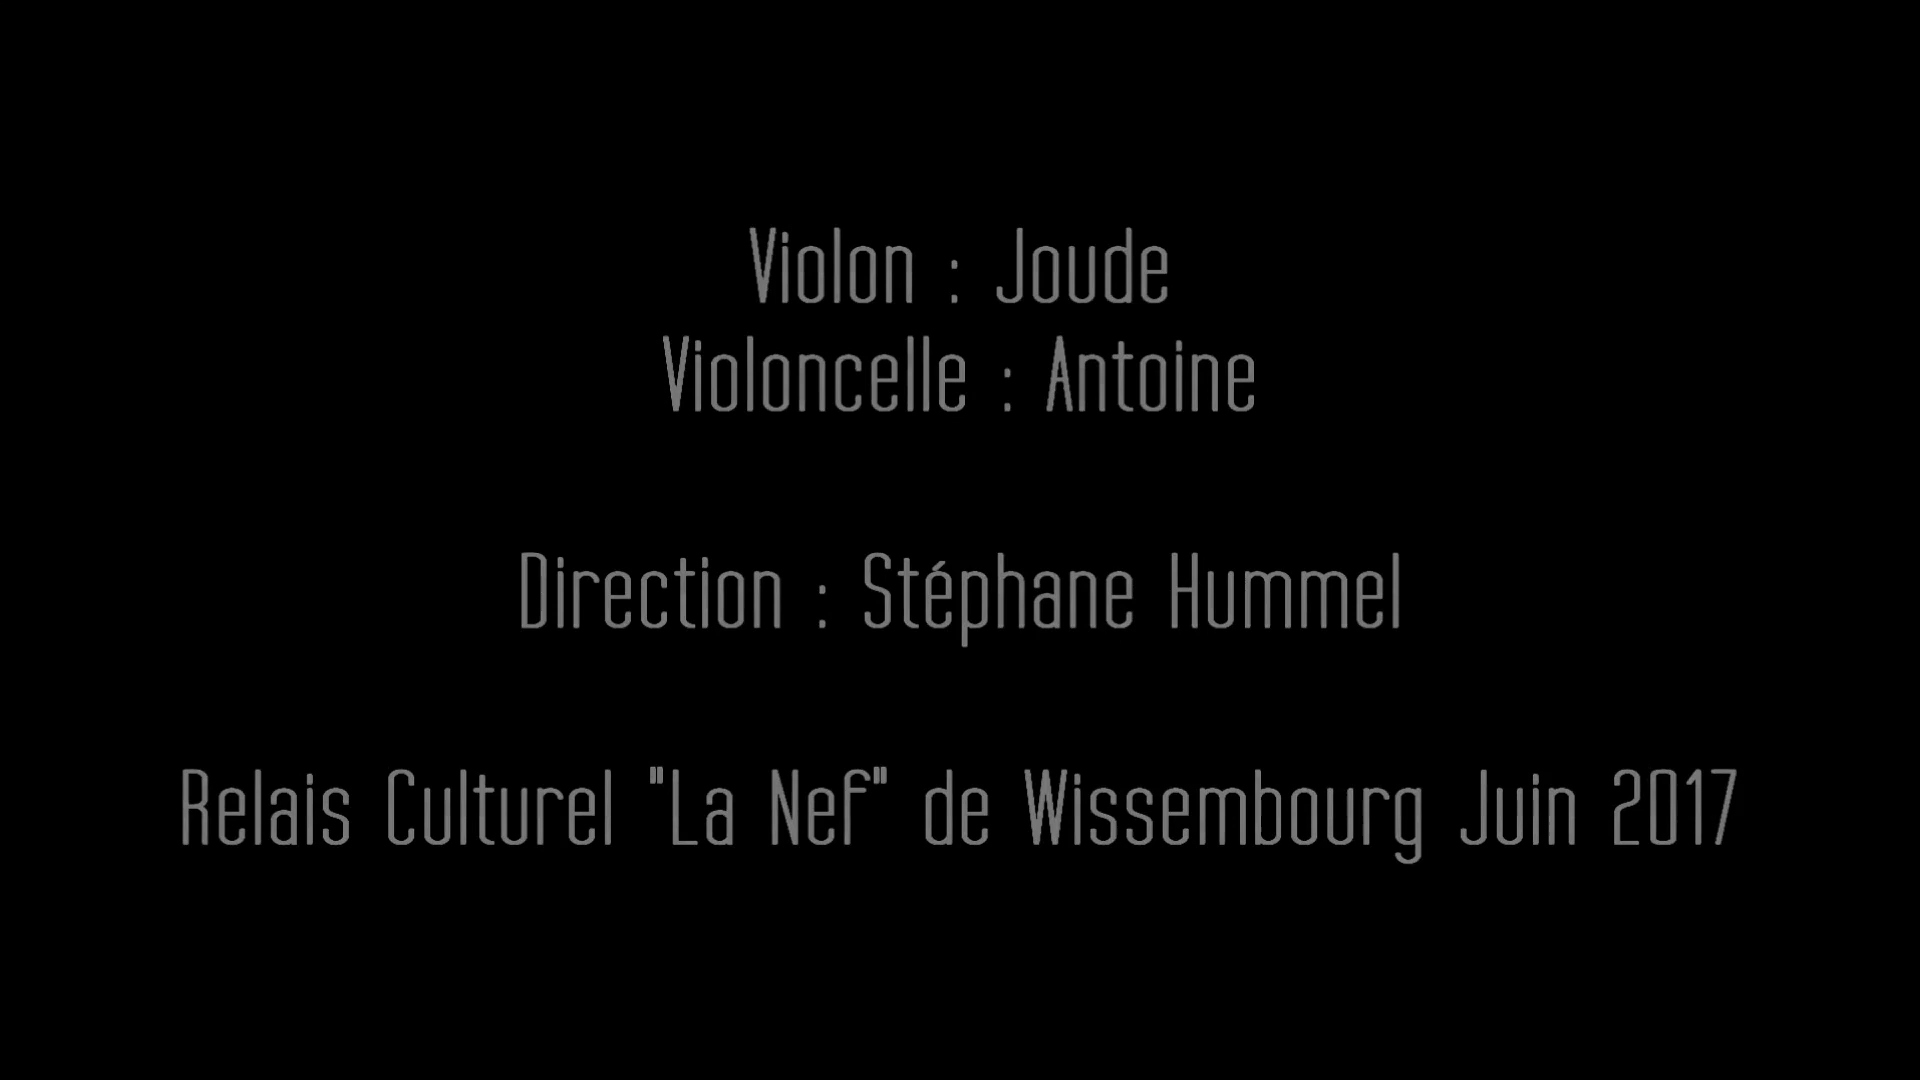 Violon : Joude
Violoncelle : Antoine
Direction : Stéphane Hummel
Relais Culturel "La Nef" de Wissembourg Juin 2017